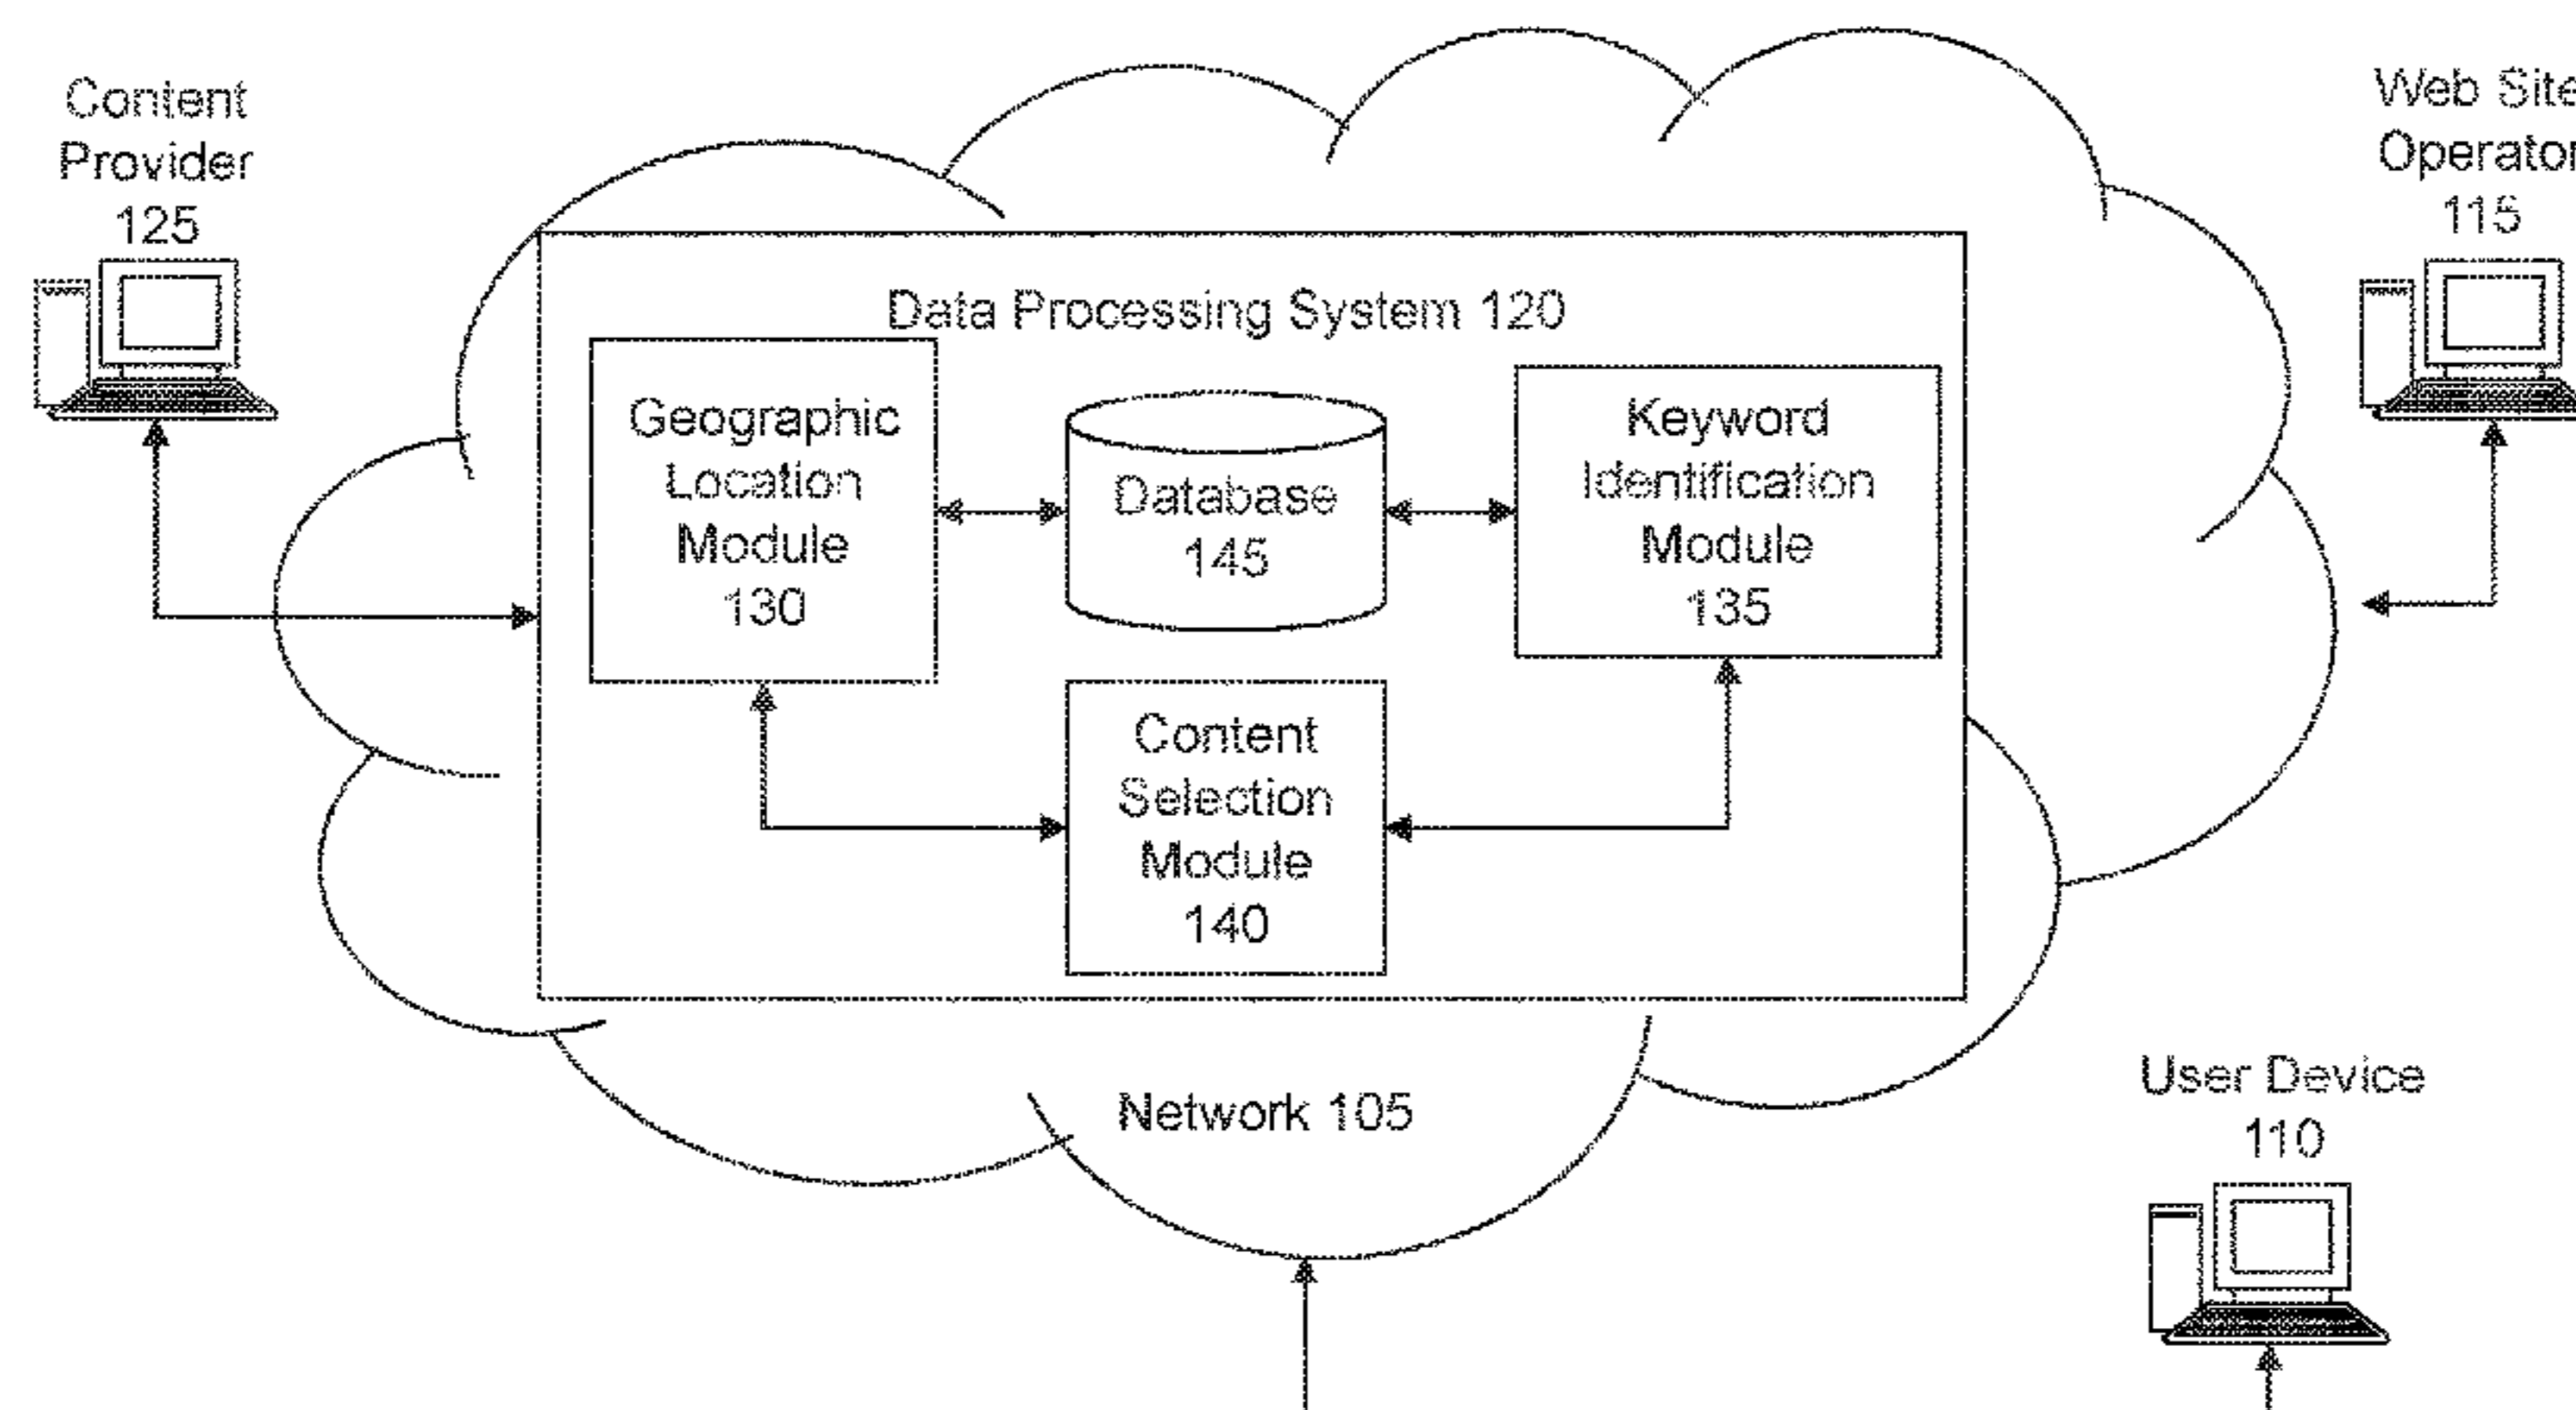 Content
Provider
125
Web Site
Operator
115
Data Processing System 120
Geographic
Location
Module
130
Database
145
Keyword
Identification
Module
135
Content
Selection
Module
140
Network 105
User Device
110